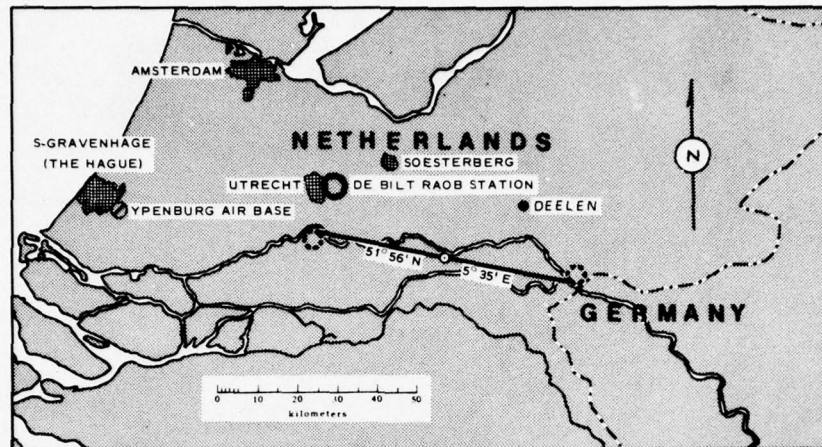 AMSTERDAM
NETHERLANDS
S-GRAVENHAGE
(THE HAGUE)
SOESTERBERG
UTRECHT
DE BILT RAOB STATION
YPENBURG AIR BASE
DEELEN
N
51° 56' N
5° 35' E
GERMANY
0 10 20 30 40 50
kilometers